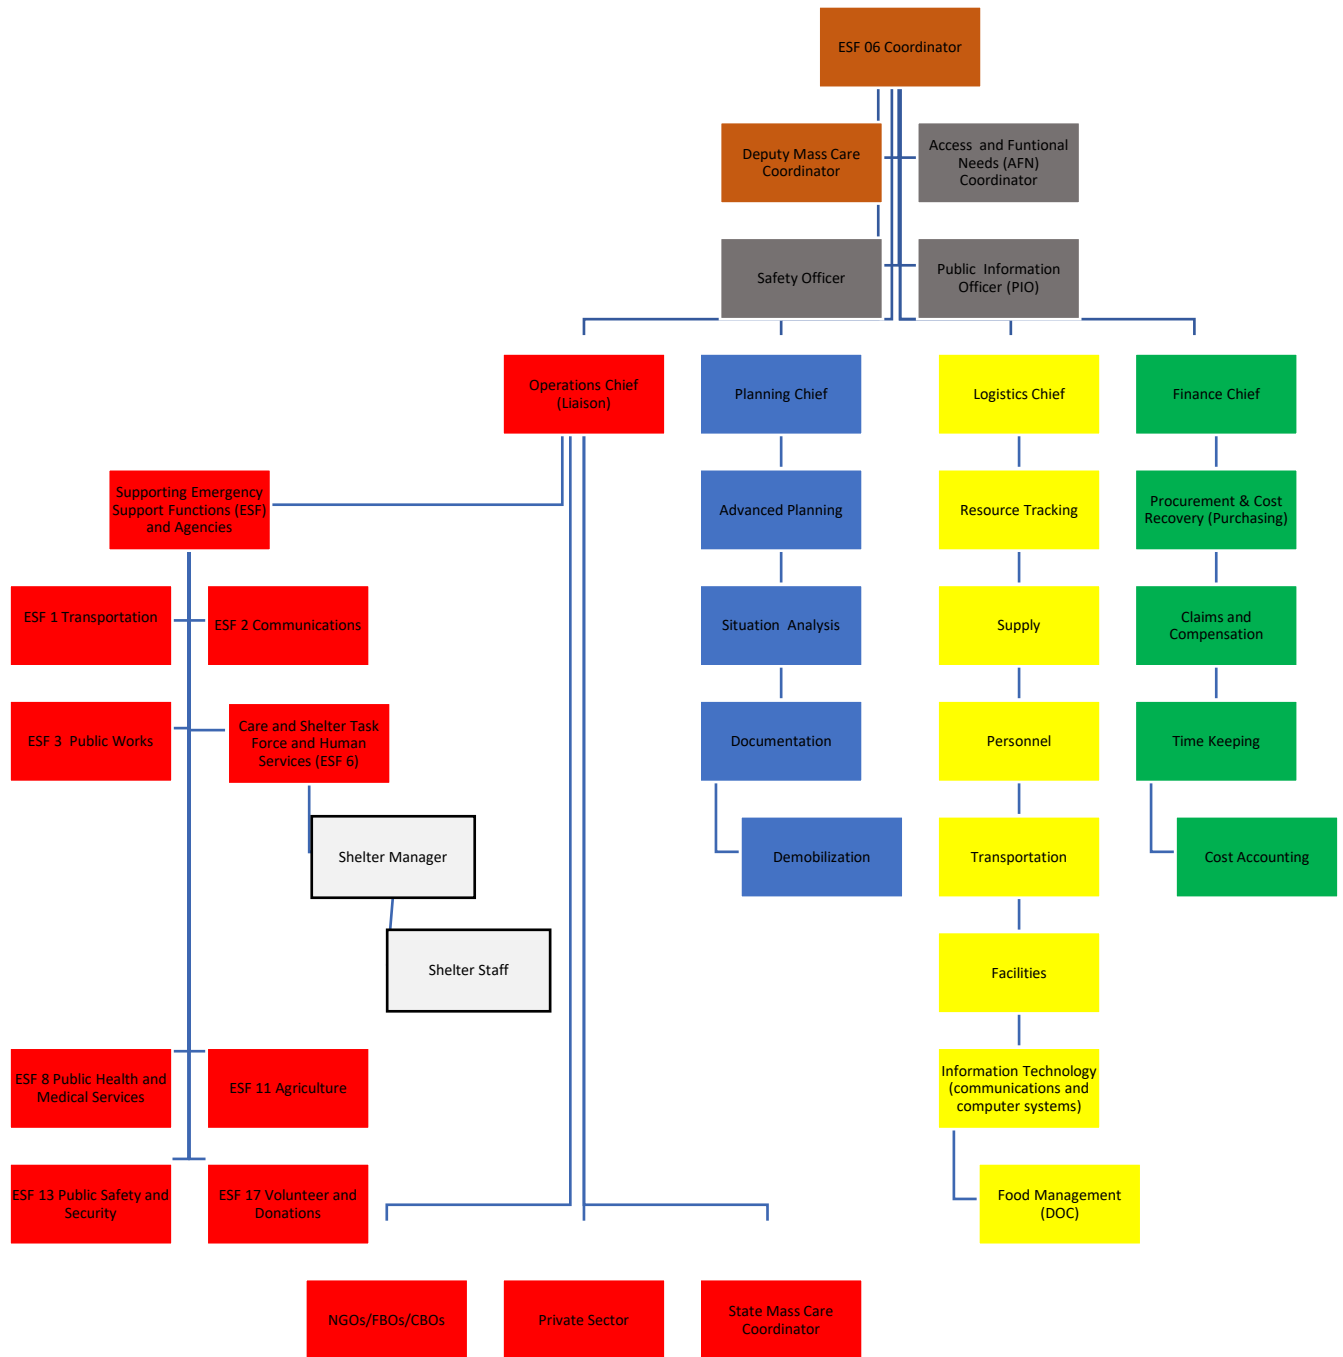 ESF 06 Coordinator
Deputy Mass Care
Coordinator
Access and Funtional
Needs (AFN)
Coordinator
Safety Officer
Public Information
Officer (PIO)
Operations Chief
(Liaison)
Planning Chief
Logistics Chief
Finance Chief
Supporting Emergency
Support Functions (ESF)
and Agencies
Advanced Planning
Resource Tracking
Procurement & Cost
Recovery (Purchasing)
ESF 1 Transportation
ESF 2 Communications
Situation Analysis
Supply
Claims and
Compensation
ESF 3 Public Works
Care and Shelter Task
Force and Human
Services (ESF 6)
Documentation
Personnel
Time Keeping
Shelter Manager
Demobilization
Transportation
Cost Accounting
Shelter Staff
Facilities
ESF 8 Public Health and
Medical Services
ESF 11 Agriculture
Information Technology
(communications and
computer systems)
ESF 13 Public Safety and
Security
ESF 17 Volunteer and
Donations
Food Management
(DOC)
NGOs/FBOs/CBOs
Private Sector
State Mass Care
Coordinator